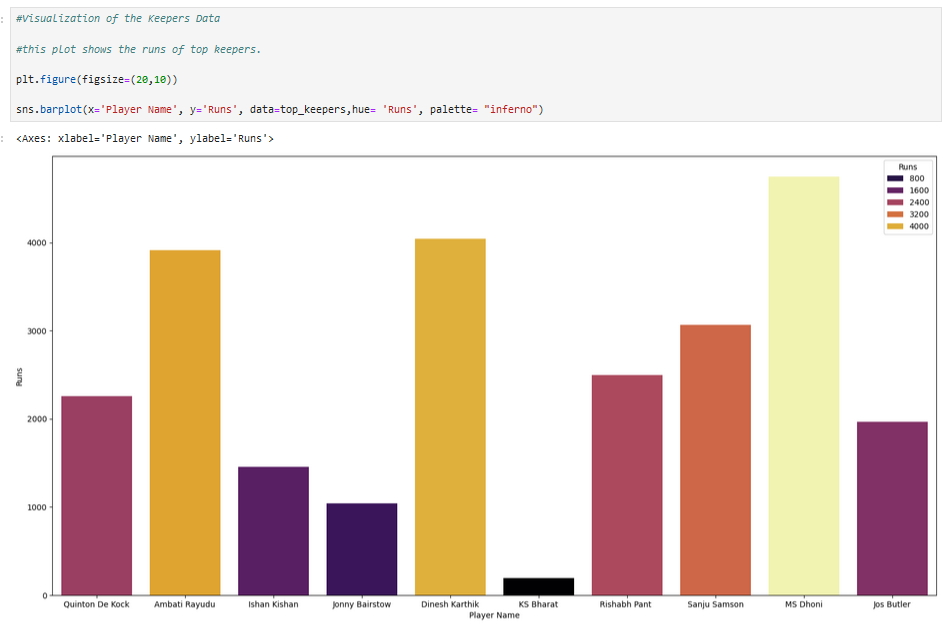 #Visualization of the Keepers Data
#this plot shows the runs of top keepers.
plt.figure(figsize=(20,10))
sns.barplot(x='Player Name', y='Runs', data=top_keepers,hue= 'Runs', palette= "inferno")
<Axes: xlabel='Player Name', ylabel='Runs'>
Runs
800
1600
2400
3200
4000
4000
3000
2000
1000
0
Runs
Quinton De Kock Ambati Rayudu Ishan Kishan Jonny Bairstow Dinesh Karthik KS Bharat Rishabh Pant Sanju Samson MS Dhoni Jos Butler
Player Name